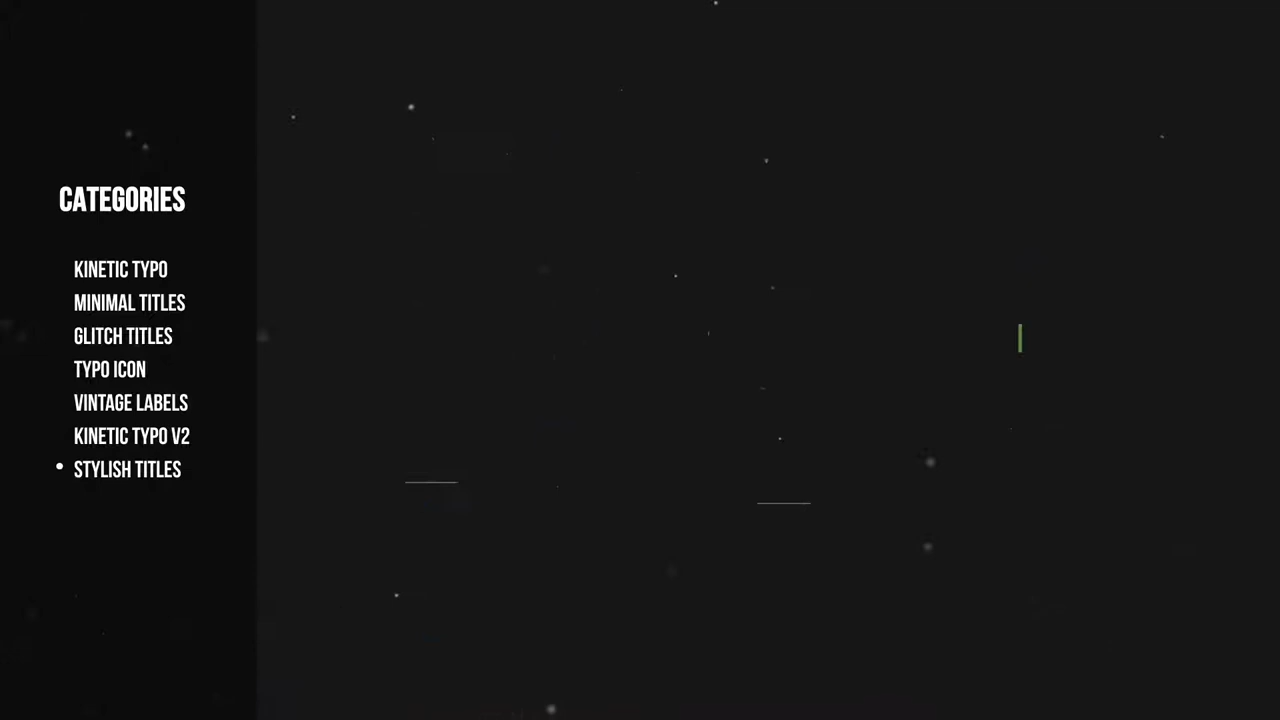 CATEGORIES
KINETIC TYPO
MINIMAL TITLES
GLITCH TITLES
TYPO ICON
VINTAGE LABELS
KINETIC TYPO V2
STYLISH TITLES